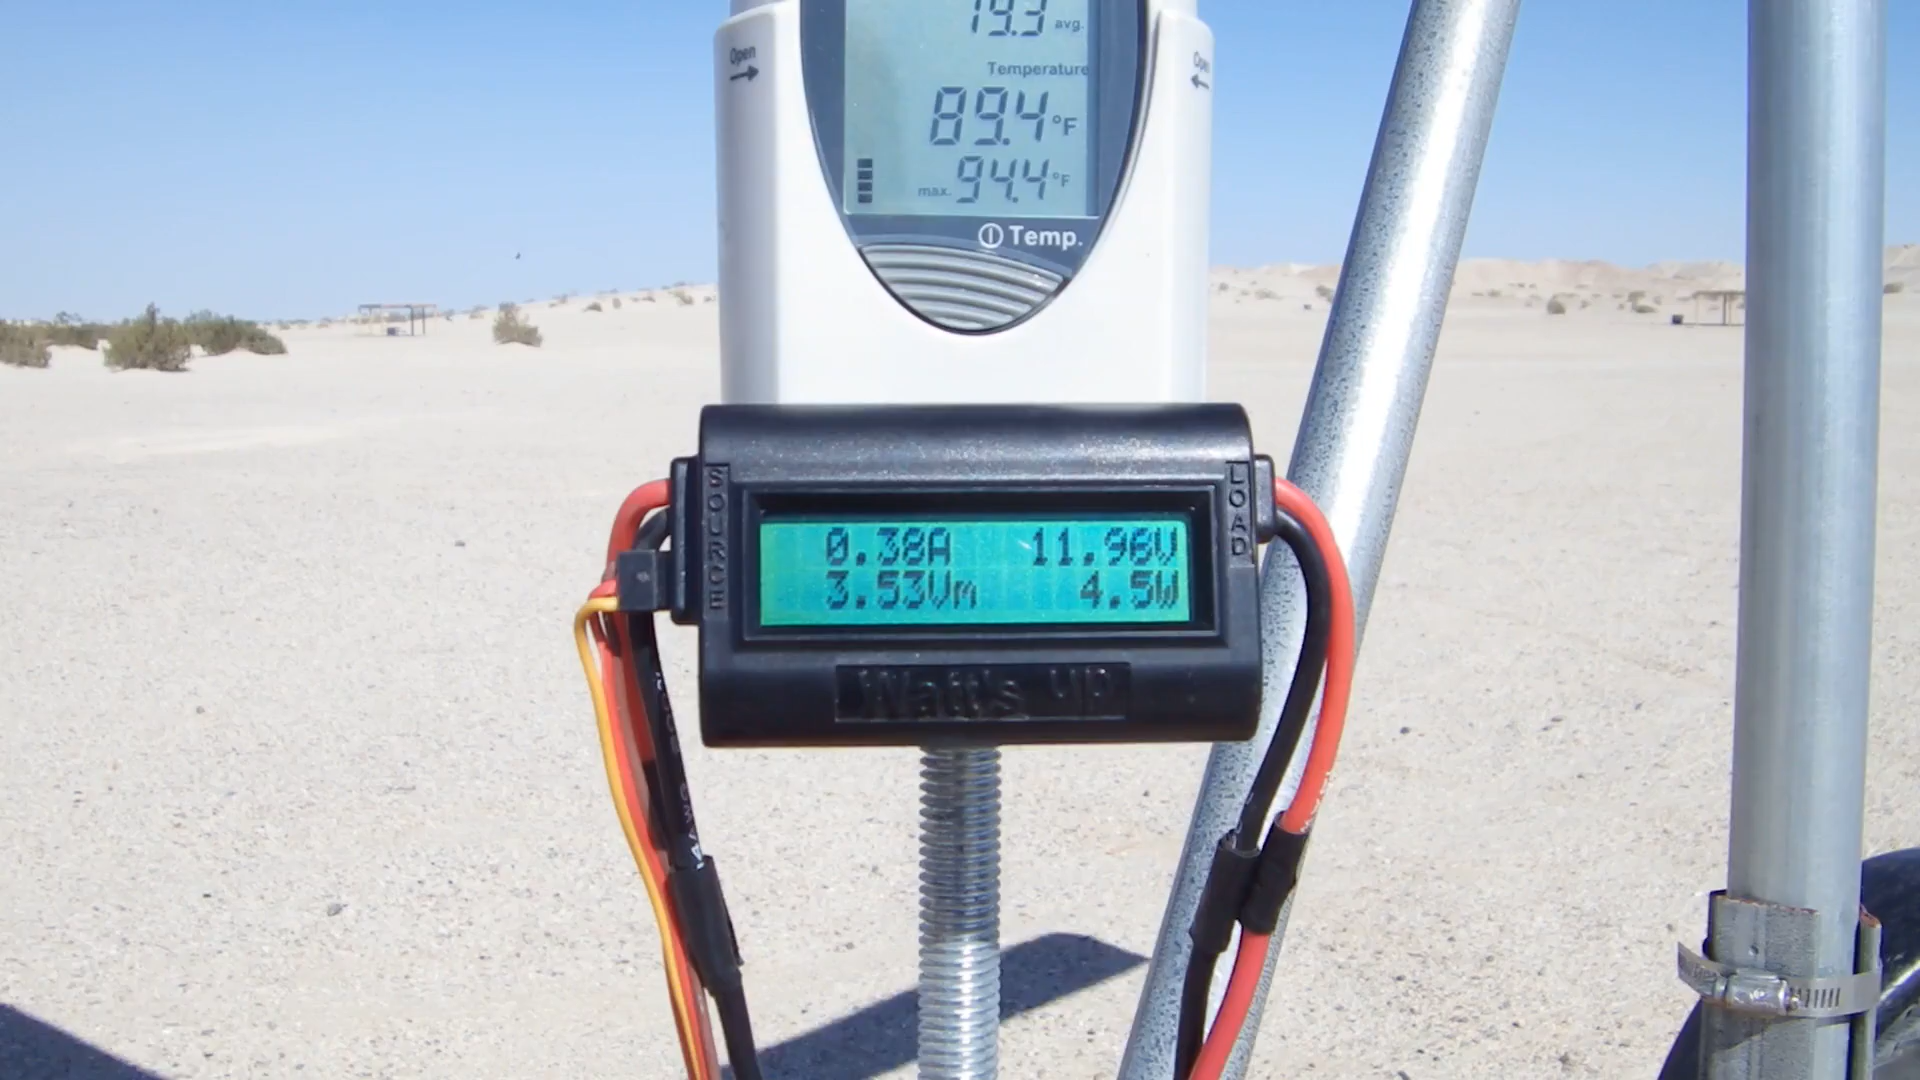 19.3 avg.
Open
Open
Temperature
89.4 °F
max. 94.4 °F
Temp.
SOURCE
LOAD
0.38A 11.96V
3.53Vm 4.5W
Watt's Up
14AWG